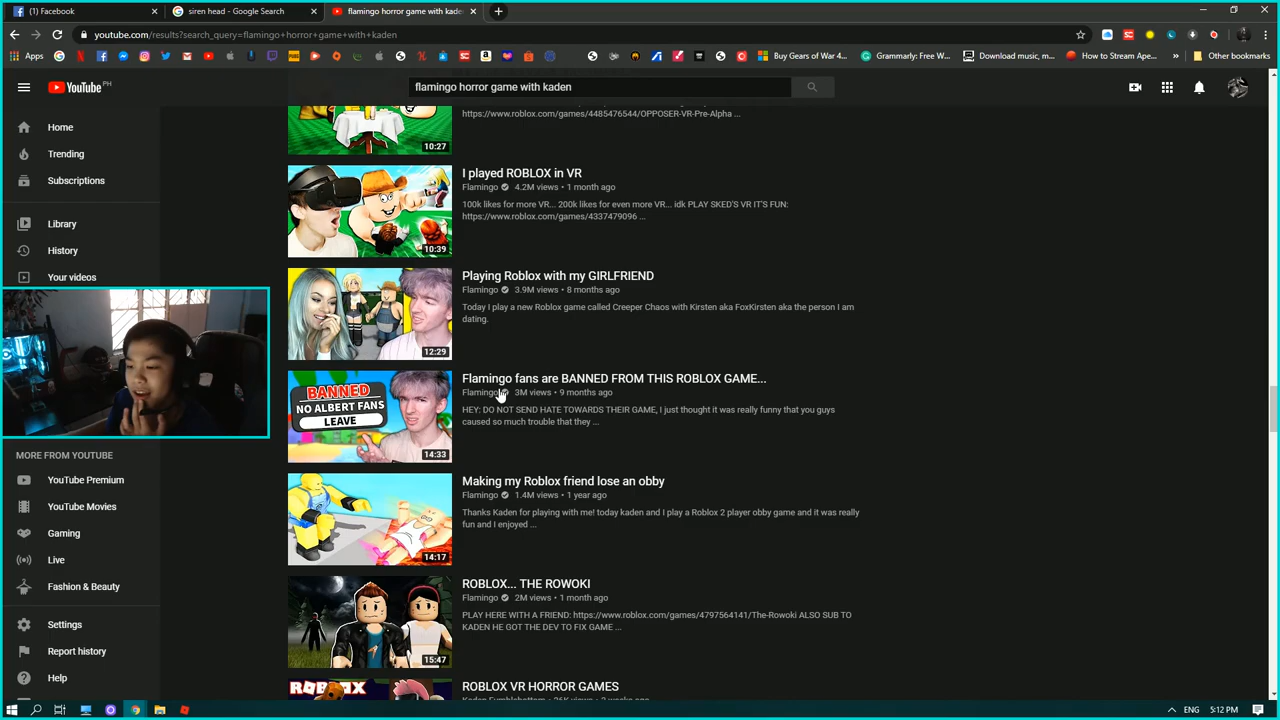 (1) Facebook
siren head - Google Search
flamingo horror game with kade
youtube.com/results?search_query=flamingo+horror+game+with+kaden
Apps
Buy Gears of War 4...
Grammarly: Free W...
Download music, m...
How to Stream Ape...
Other bookmarks
YouTube PH
flamingo horror game with kaden
Home
Trending
Subscriptions
Library
History
Your videos
MORE FROM YOUTUBE
YouTube Premium
YouTube Movies
Gaming
Live
Fashion & Beauty
Settings
Report history
Help
https://www.roblox.com/games/4485476544/OPPOSER-VR-Pre-Alpha ...
10:27
I played ROBLOX in VR
Flamingo 4.2M views • 1 month ago
100k likes for more VR... 200k likes for even more VR... idk PLAY SKED'S VR IT'S FUN:
https://www.roblox.com/games/4337479096 ...
10:39
Playing Roblox with my GIRLFRIEND
Flamingo 3.9M views • 8 months ago
Today I play a new Roblox game called Creeper Chaos with Kirsten aka FoxKirsten aka the person I am
dating.
12:29
Flamingo fans are BANNED FROM THIS ROBLOX GAME...
Flamingo 3M views • 9 months ago
HEY: DO NOT SEND HATE TOWARDS THEIR GAME, I just thought it was really funny that you guys
caused so much trouble that they ...
BANNED
NO ALBERT FANS
LEAVE
14:33
Making my Roblox friend lose an obby
Flamingo 1.4M views • 1 year ago
Thanks Kaden for playing with me! today kaden and I play a Roblox 2 player obby game and it was really
fun and I enjoyed ...
14:17
ROBLOX... THE ROWOKI
Flamingo 2M views • 1 month ago
PLAY HERE WITH A FRIEND: https://www.roblox.com/games/4797564141/The-Rowoki ALSO SUB TO
KADEN HE GOT THE DEV TO FIX GAME ...
15:47
ROBLOX VR HORROR GAMES
ROBLOX
ENG
5:12 PM